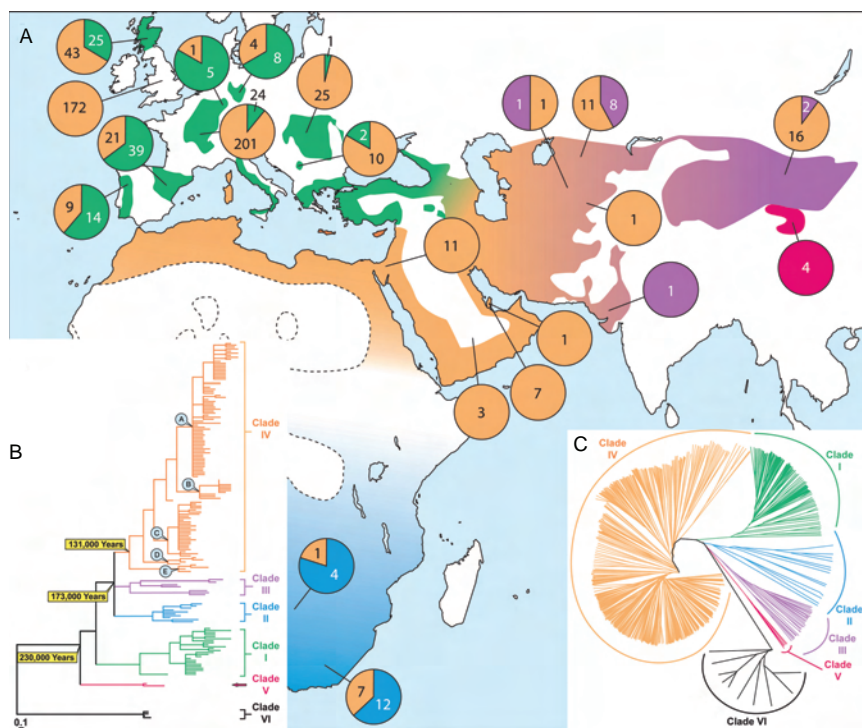 A
25
43
1
5
4
8
1
25
172
24
201
21
39
2
10
9
14
1
1
11
8
2
16
1
4
1
11
1
7
3
1
4
7
12
B
A
B
C
D
E
Clade
IV
131,000 Years
173,000 Years
230,000 Years
Clade
III
Clade
II
Clade
I
Clade
V
Clade
VI
0,1
C
Clade
IV
Clade
I
Clade
II
Clade
III
Clade
V
Clade VI